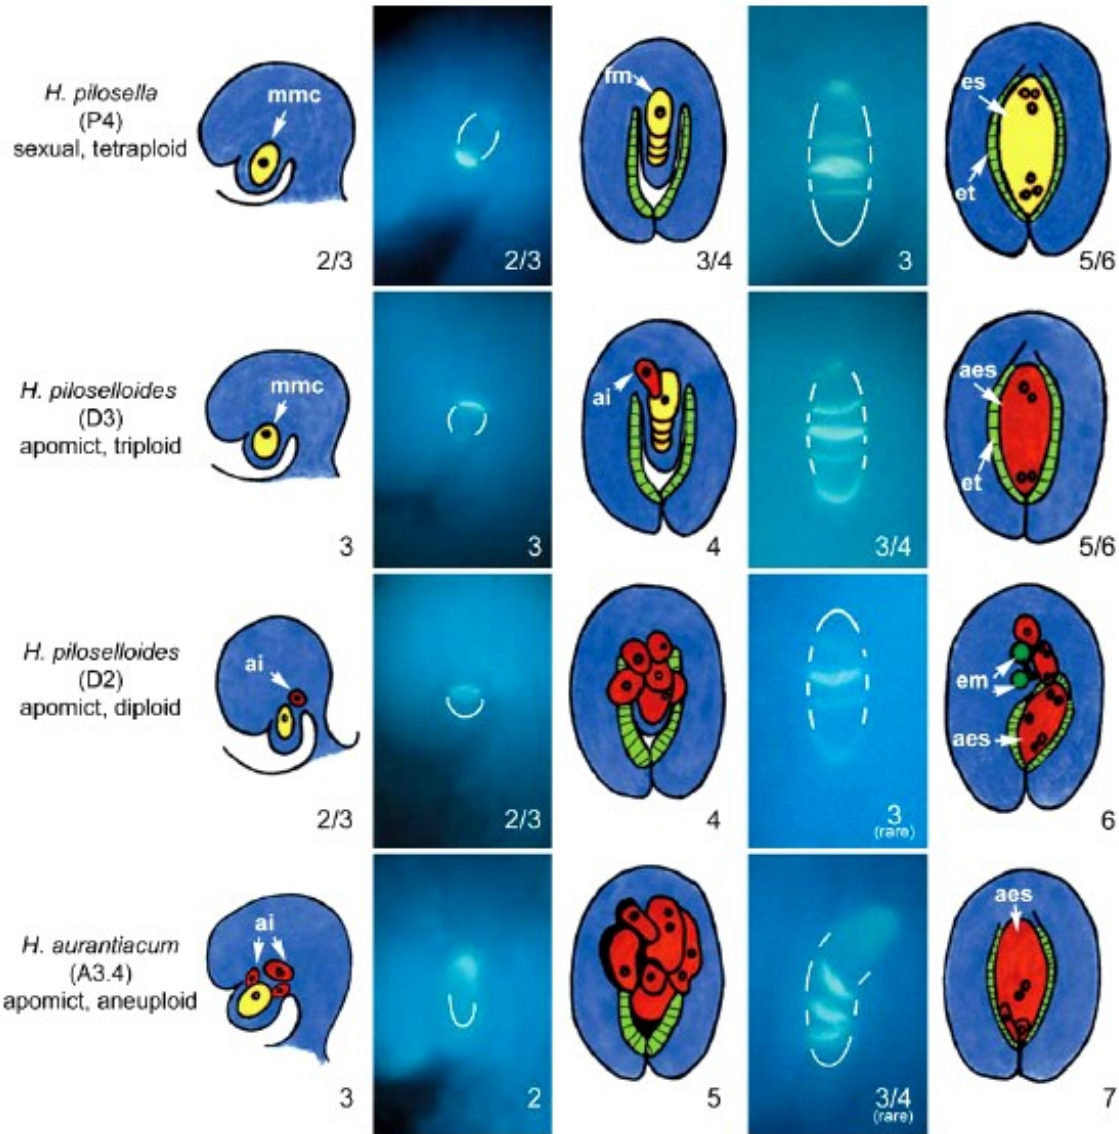 H. pilosella
(P4)
sexual, tetraploid
mmc
2/3
2/3
fm
3/4
3
es
et
5/6
H. piloselloides
(D3)
apomict, triploid
mmc
3
3
ai
4
3/4
aes
et
5/6
H. piloselloides
(D2)
apomict, diploid
ai
2/3
2/3
4
3
(rare)
em
aes
6
H. aurantiacum
(A3.4)
apomict, aneuploid
ai
3
2
5
3/4
(rare)
aes
7